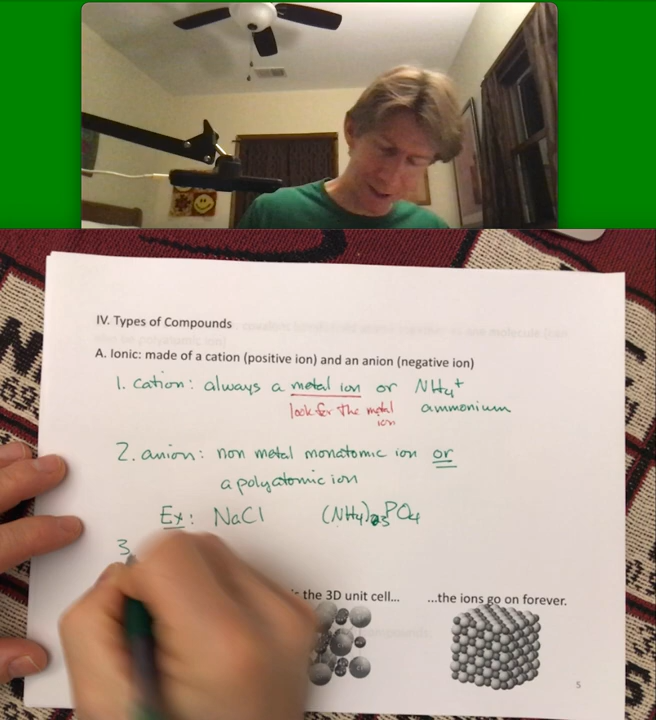 IV. Types of Compounds
A. Ionic: made of a cation (positive ion) and an anion (negative ion)
1. cation: always a metal ion or NH4+
look for the metal ammonium
ion
2. anion: non metal monatomic ion or
a polyatomic ion
Ex: NaCl (NH4)3PO4
3.
the 3D unit cell... ...the ions go on forever.
5